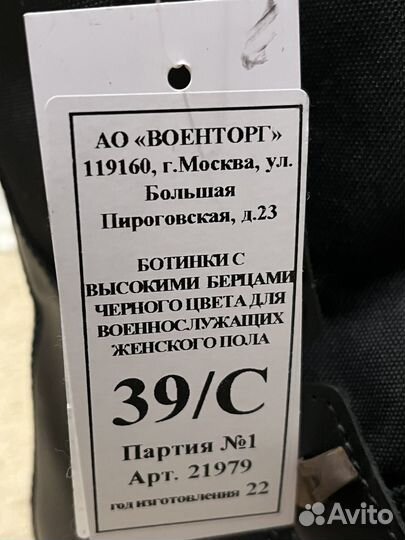 АО «ВОЕНТОРГ»
119160, г.Москва, ул.
Большая
Пироговская, д.23
БОТИНКИ С
ВЫСОКИМИ БЕРЦАМИ
ЧЕРНОГО ЦВЕТА ДЛЯ
ВОЕННОСЛУЖАЩИХ
ЖЕНСКОГО ПОЛА
39/С
Партия №1
Арт. 21979
год изготовления 22
Avito